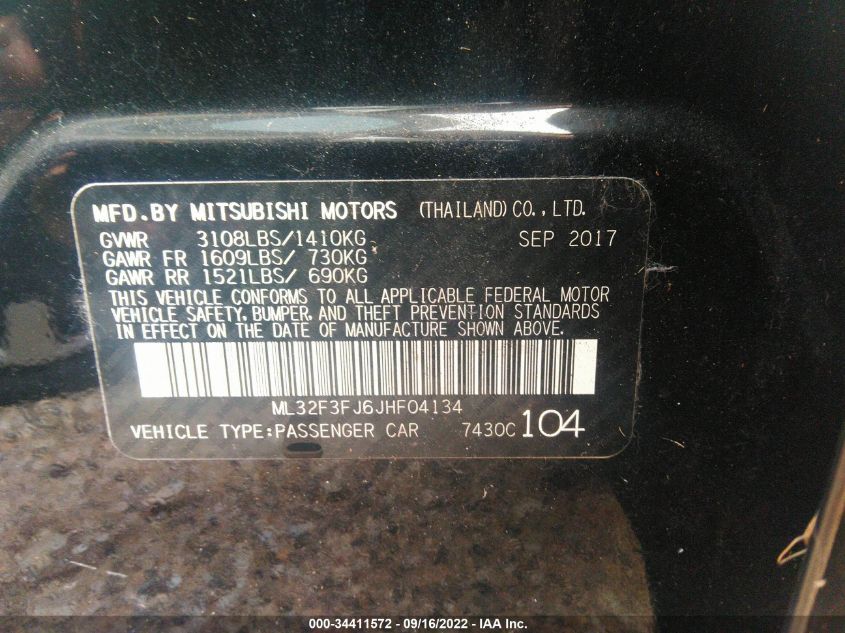 MFD.BY MITSUBISHI MOTORS (THAILAND) CO., LTD.
GVWR 3108LBS/1410KG SEP 2017
GAWR FR 1609LBS/ 730KG
GAWR RR 1521LBS/ 690KG
THIS VEHICLE CONFORMS TO ALL APPLICABLE FEDERAL MOTOR
VEHICLE SAFETY, BUMPER, AND THEFT PREVENTION STANDARDS
IN EFFECT ON THE DATE OF MANUFACTURE SHOWN ABOVE.
ML32F3FJ6JHF04134
VEHICLE TYPE:PASSENGER CAR 7430C 104
000-34411572 - 09/16/2022 - IAA Inc.